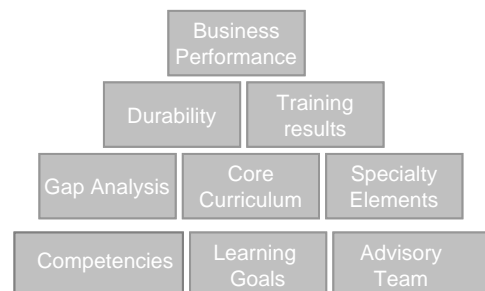 Business
Performance
Durability
Training
results
Gap Analysis
Core
Curriculum
Specialty
Elements
Competencies
Learning
Goals
Advisory
Team